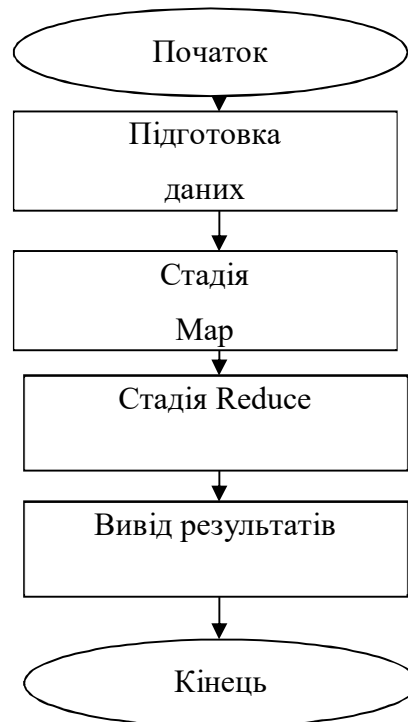 Початок
Підготовка
даних
Стадія
Map
Стадія Reduce
Вивід результатів
Кінець